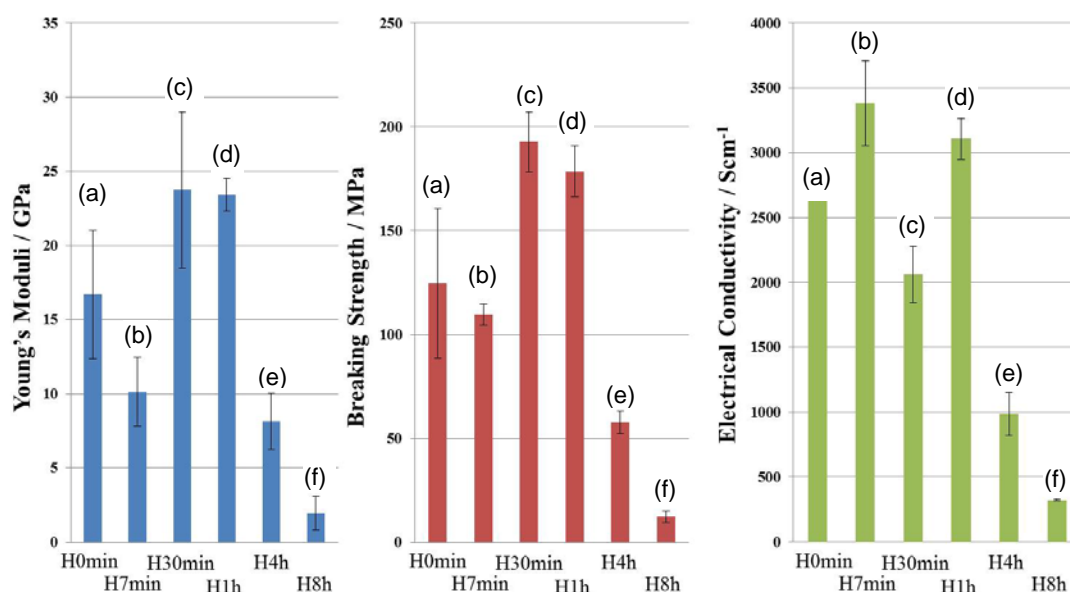 Young's Moduli / GPa
35
30
25
20
15
10
5
0
(a)
(b)
(c)
(d)
(e)
(f)
H0min
H7min
H30min
H1h
H4h
H8h
Breaking Strength / MPa
250
200
150
100
50
0
(a)
(b)
(c)
(d)
(e)
(f)
H0min
H7min
H30min
H1h
H4h
H8h
Electrical Conductivity / Scm⁻¹
4000
3500
3000
2500
2000
1500
1000
500
0
(a)
(b)
(c)
(d)
(e)
(f)
H0min
H7min
H30min
H1h
H4h
H8h